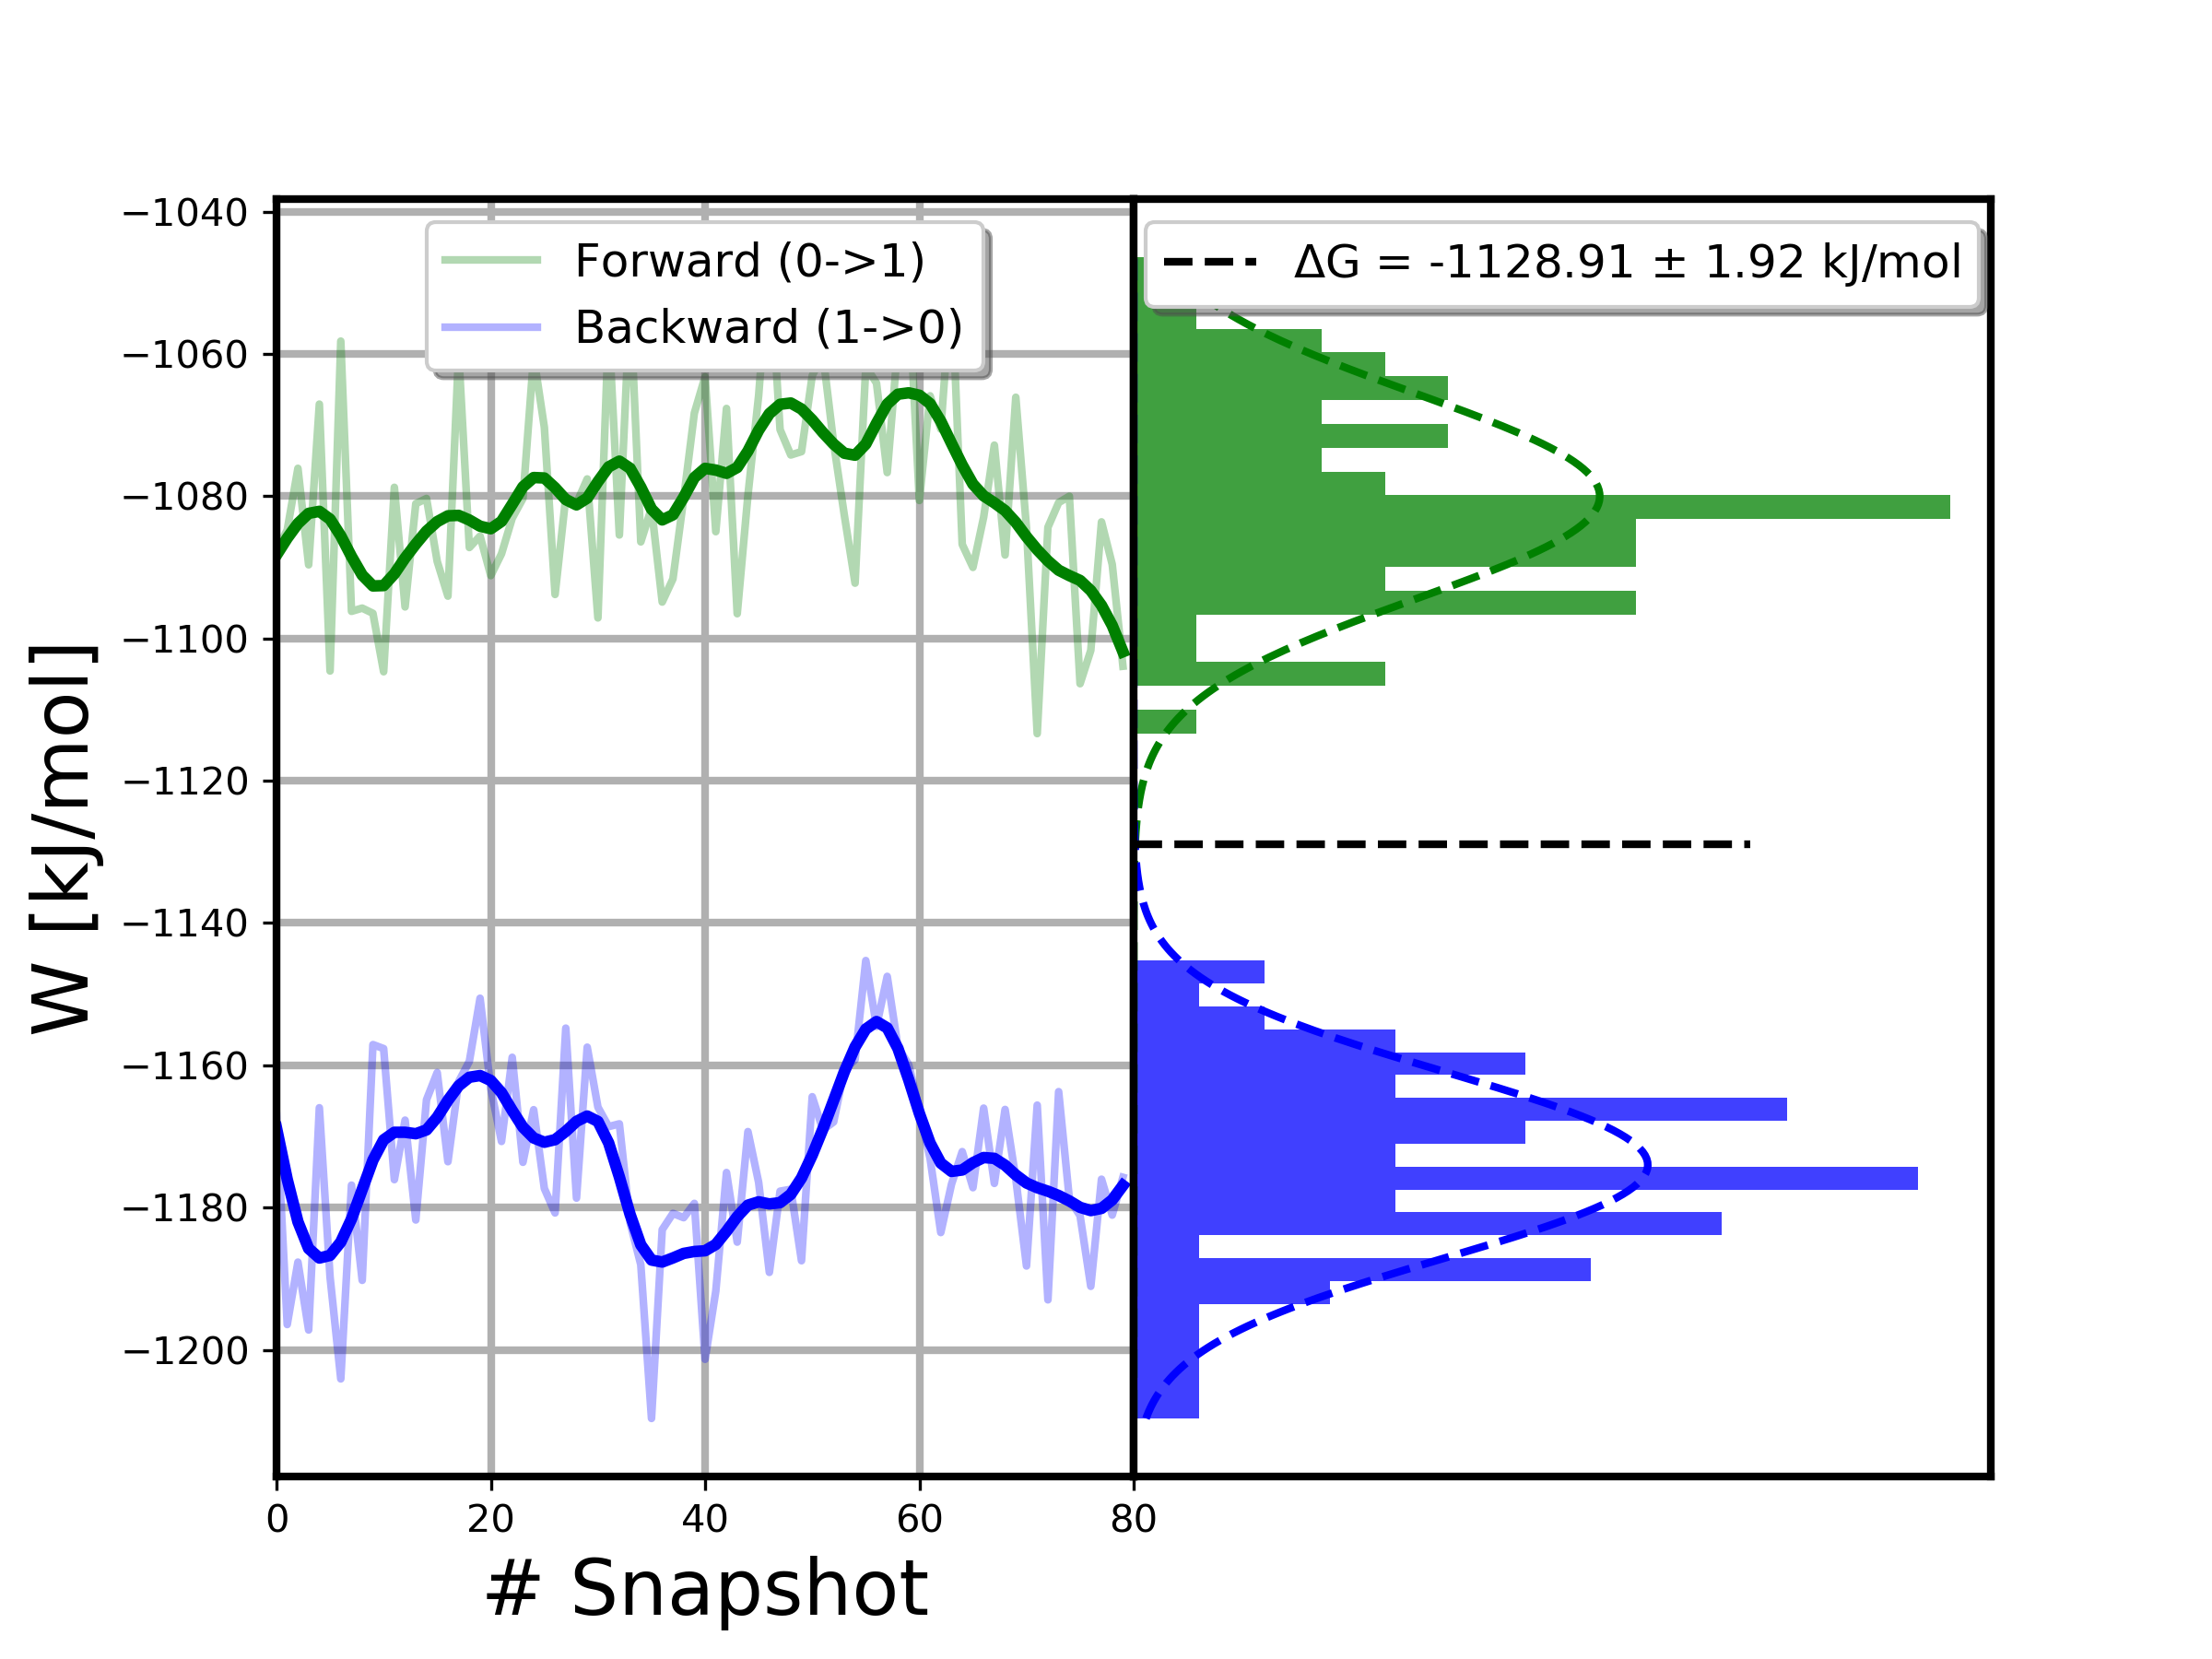 W [kJ/mol]
−1040
−1060
−1080
−1100
−1120
−1140
−1160
−1180
−1200
Forward (0->1)
Backward (1->0)
ΔG = -1128.91 ± 1.92 kJ/mol
0 20 40 60 80
# Snapshot